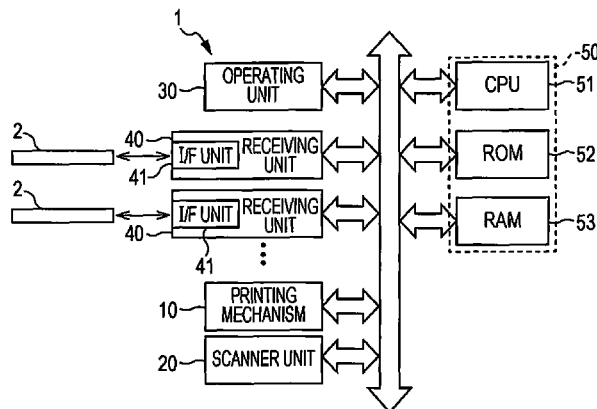 1
OPERATING
UNIT
30
50
CPU
51
2
40
I/F UNIT
RECEIVING
UNIT
41
ROM
52
2
I/F UNIT
RECEIVING
UNIT
40
41
RAM
53
PRINTING
MECHANISM
10
SCANNER UNIT
20